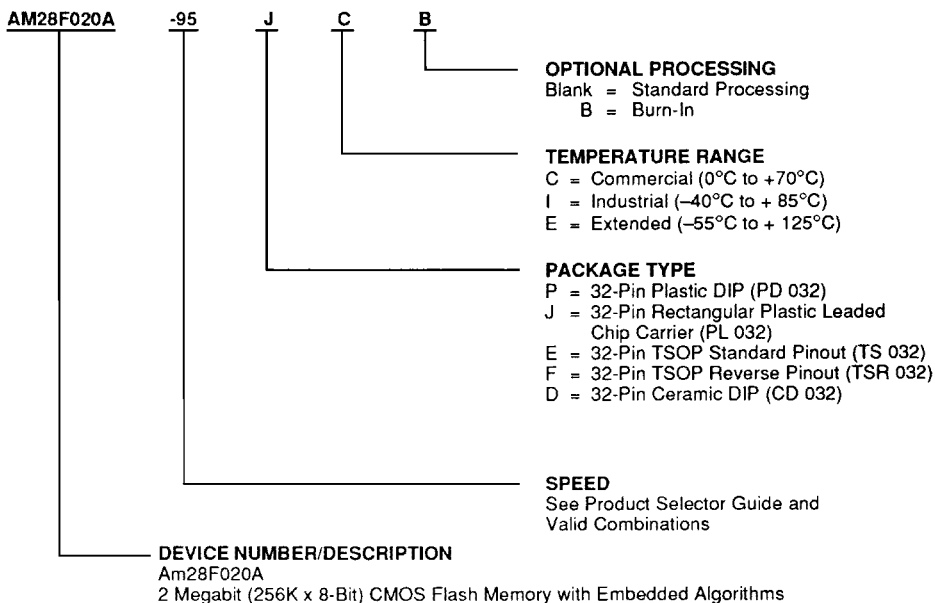 AM28F020A -95 J C B
OPTIONAL PROCESSING
Blank = Standard Processing
B = Burn-In
TEMPERATURE RANGE
C = Commercial (0°C to +70°C)
I = Industrial (–40°C to + 85°C)
E = Extended (–55°C to + 125°C)
PACKAGE TYPE
P = 32-Pin Plastic DIP (PD 032)
J = 32-Pin Rectangular Plastic Leaded
Chip Carrier (PL 032)
E = 32-Pin TSOP Standard Pinout (TS 032)
F = 32-Pin TSOP Reverse Pinout (TSR 032)
D = 32-Pin Ceramic DIP (CD 032)
SPEED
See Product Selector Guide and
Valid Combinations
DEVICE NUMBER/DESCRIPTION
Am28F020A
2 Megabit (256K x 8-Bit) CMOS Flash Memory with Embedded Algorithms